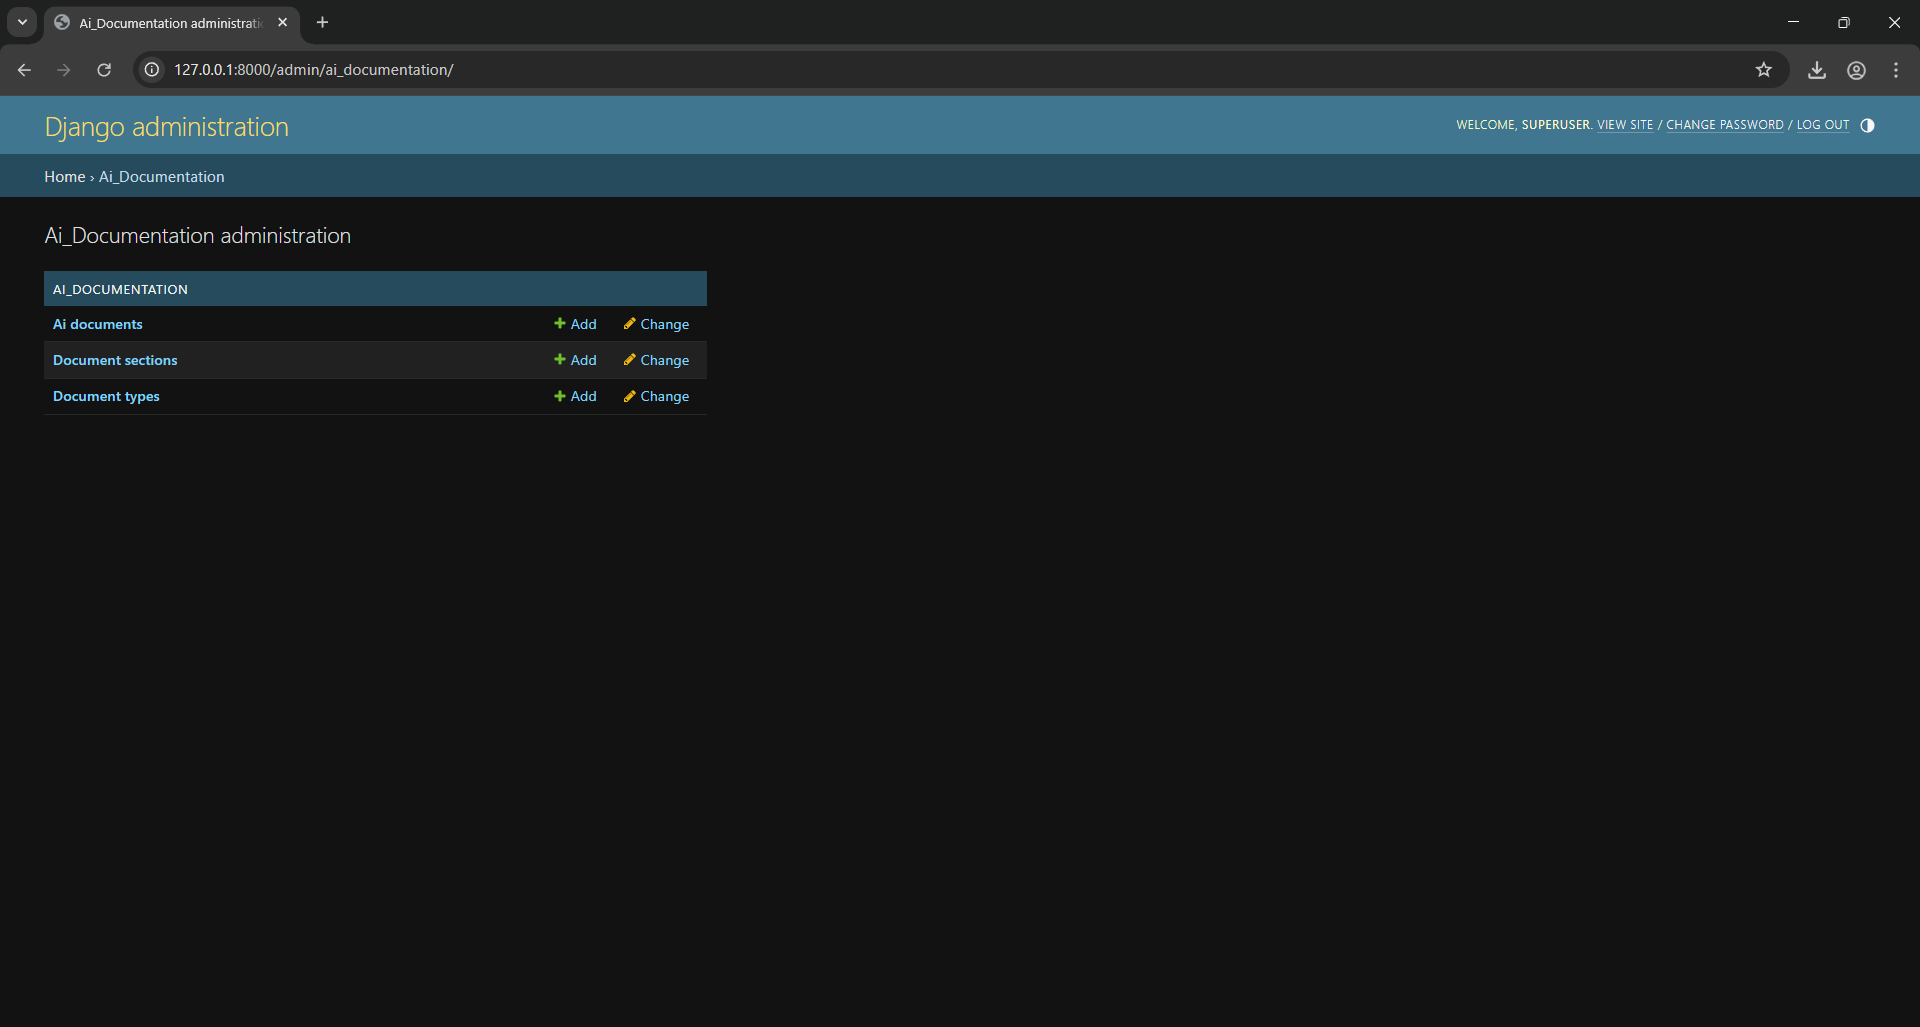 Ai_Documentation administrati
127.0.0.1:8000/admin/ai_documentation/
Django administration
WELCOME, SUPERUSER. VIEW SITE / CHANGE PASSWORD / LOG OUT
Home › Ai_Documentation
Ai_Documentation administration
AI_DOCUMENTATION
Ai documents Add Change
Document sections Add Change
Document types Add Change